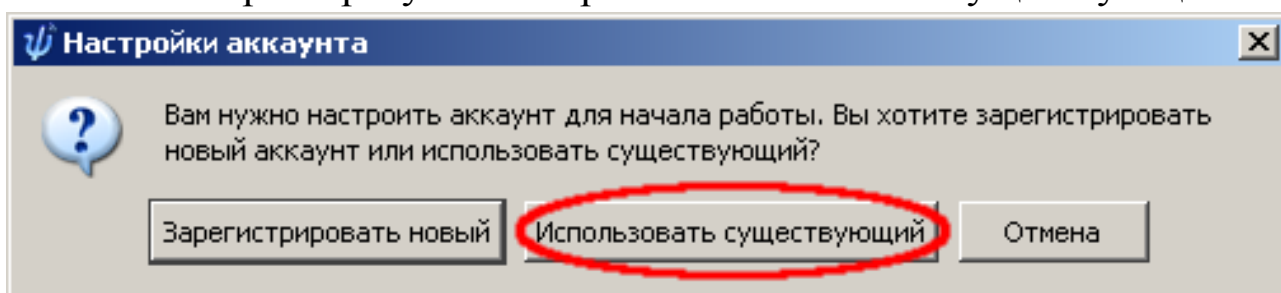 Настройки аккаунта
Вам нужно настроить аккаунт для начала работы. Вы хотите зарегистрировать
новый аккаунт или использовать существующий?
Зарегистрировать новый Использовать существующий Отмена